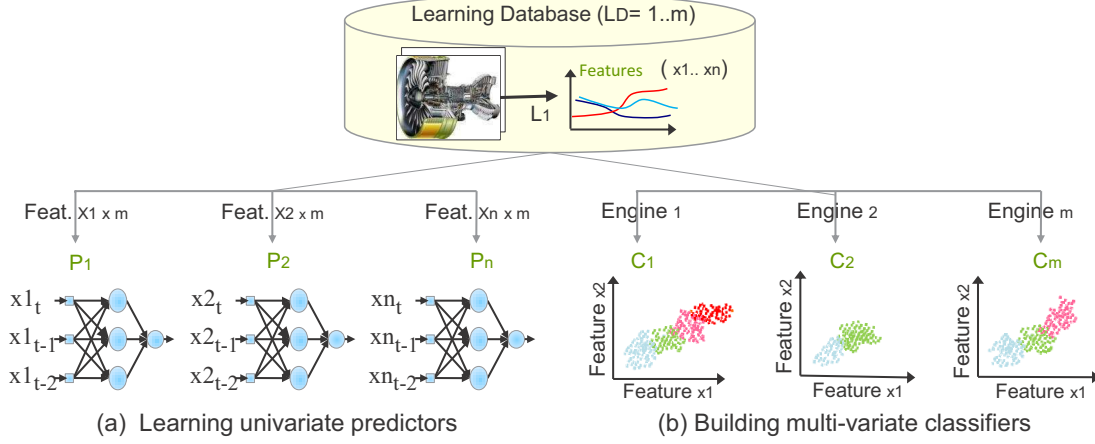 Learning Database (LD= 1..m)
Features ( x1.. xn)
L1
Feat. X1 x m Feat. X2 x m Feat. Xn x m Engine 1 Engine 2 Engine m
P1 P2 Pn C1 C2 Cm
x1t x2t xnt
x1t-1 x2t-1 xnt-1
x1t-2 x2t-2 xnt-2
Feature x2 Feature x2 Feature x2
Feature x1 Feature x1 Feature x1
(a) Learning univariate predictors (b) Building multi-variate classifiers